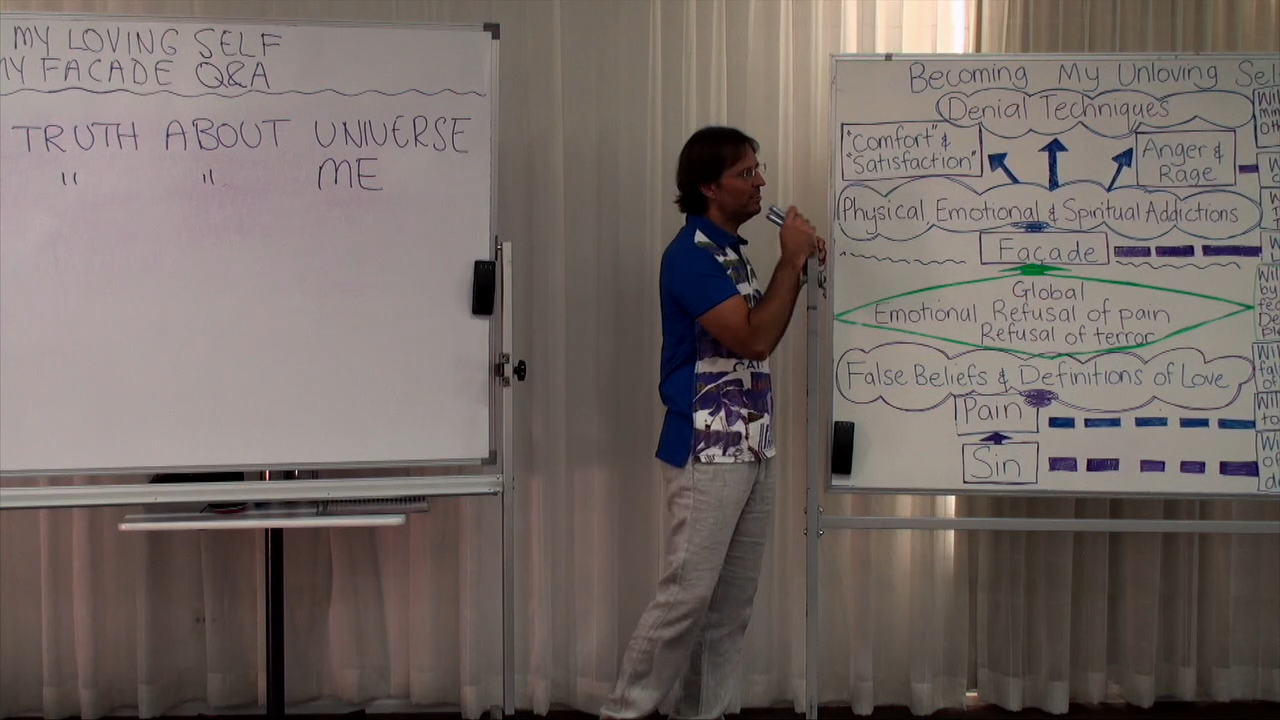 MY LOVING SELF
MY FACADE Q&A
TRUTH ABOUT UNIVERSE
" " ME
Becoming My Unloving Sel
Denial Techniques
"Comfort" &
"Satisfaction"
Anger &
Rage
Physical, Emotional & Spiritual Addictions
Façade
Global
Emotional Refusal of pain
Refusal of terror
False Beliefs & Definitions of Love
Pain
Sin